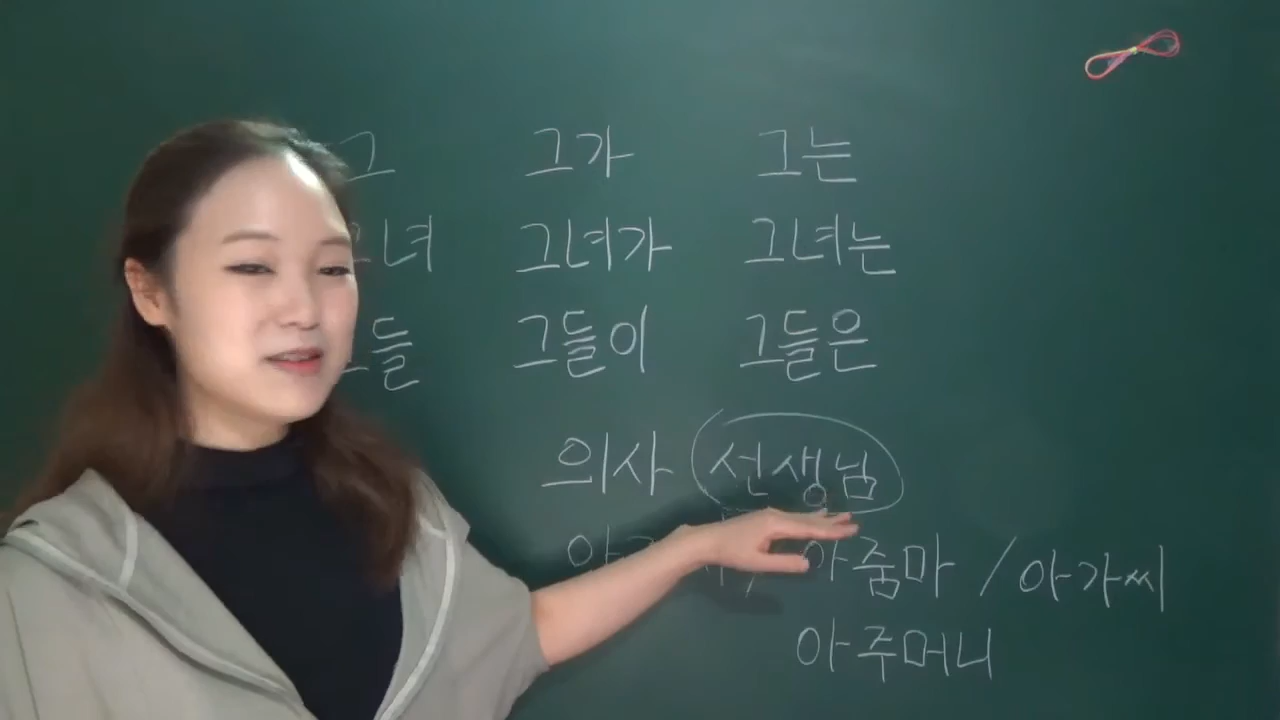 그 그가 그는
그녀가 그녀는
그들이 그들은
의사 선생님
/ 아줌마 / 아가씨
아주머니